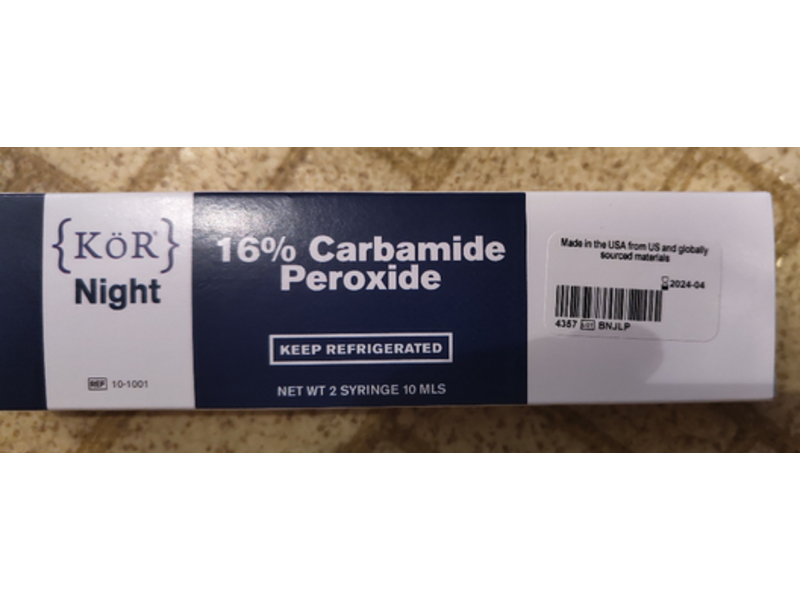 {KöR®}
Night
REF 10-1001
16% Carbamide
Peroxide
KEEP REFRIGERATED
NET WT 2 SYRINGE 10 MLS
Made in the USA from US and globally
sourced materials
2024-04
4357 LOT BNJLP